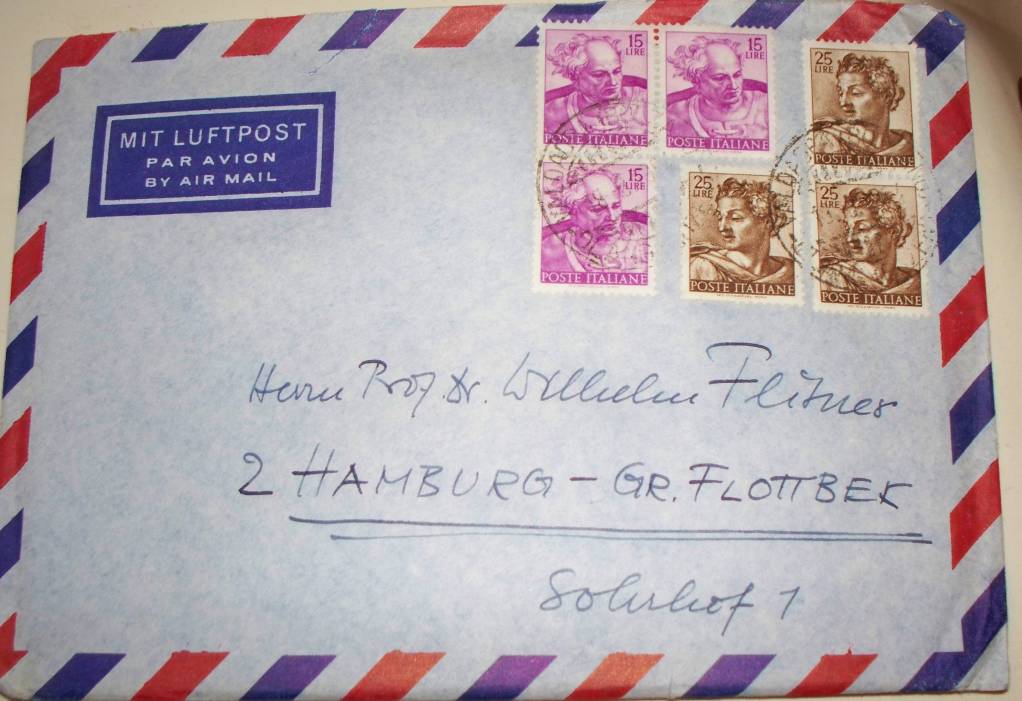 MIT LUFTPOST
PAR AVION
BY AIR MAIL
15 LIRE
POSTE ITALIANE
15 LIRE
POSTE ITALIANE
25 LIRE
POSTE ITALIANE
15 LIRE
POSTE ITALIANE
25 LIRE
POSTE ITALIANE
25 LIRE
POSTE ITALIANE
Herrn Prof. Dr. Wilhelm Flitner
2 HAMBURG - GR. FLOTTBEK
Sohrhof 1